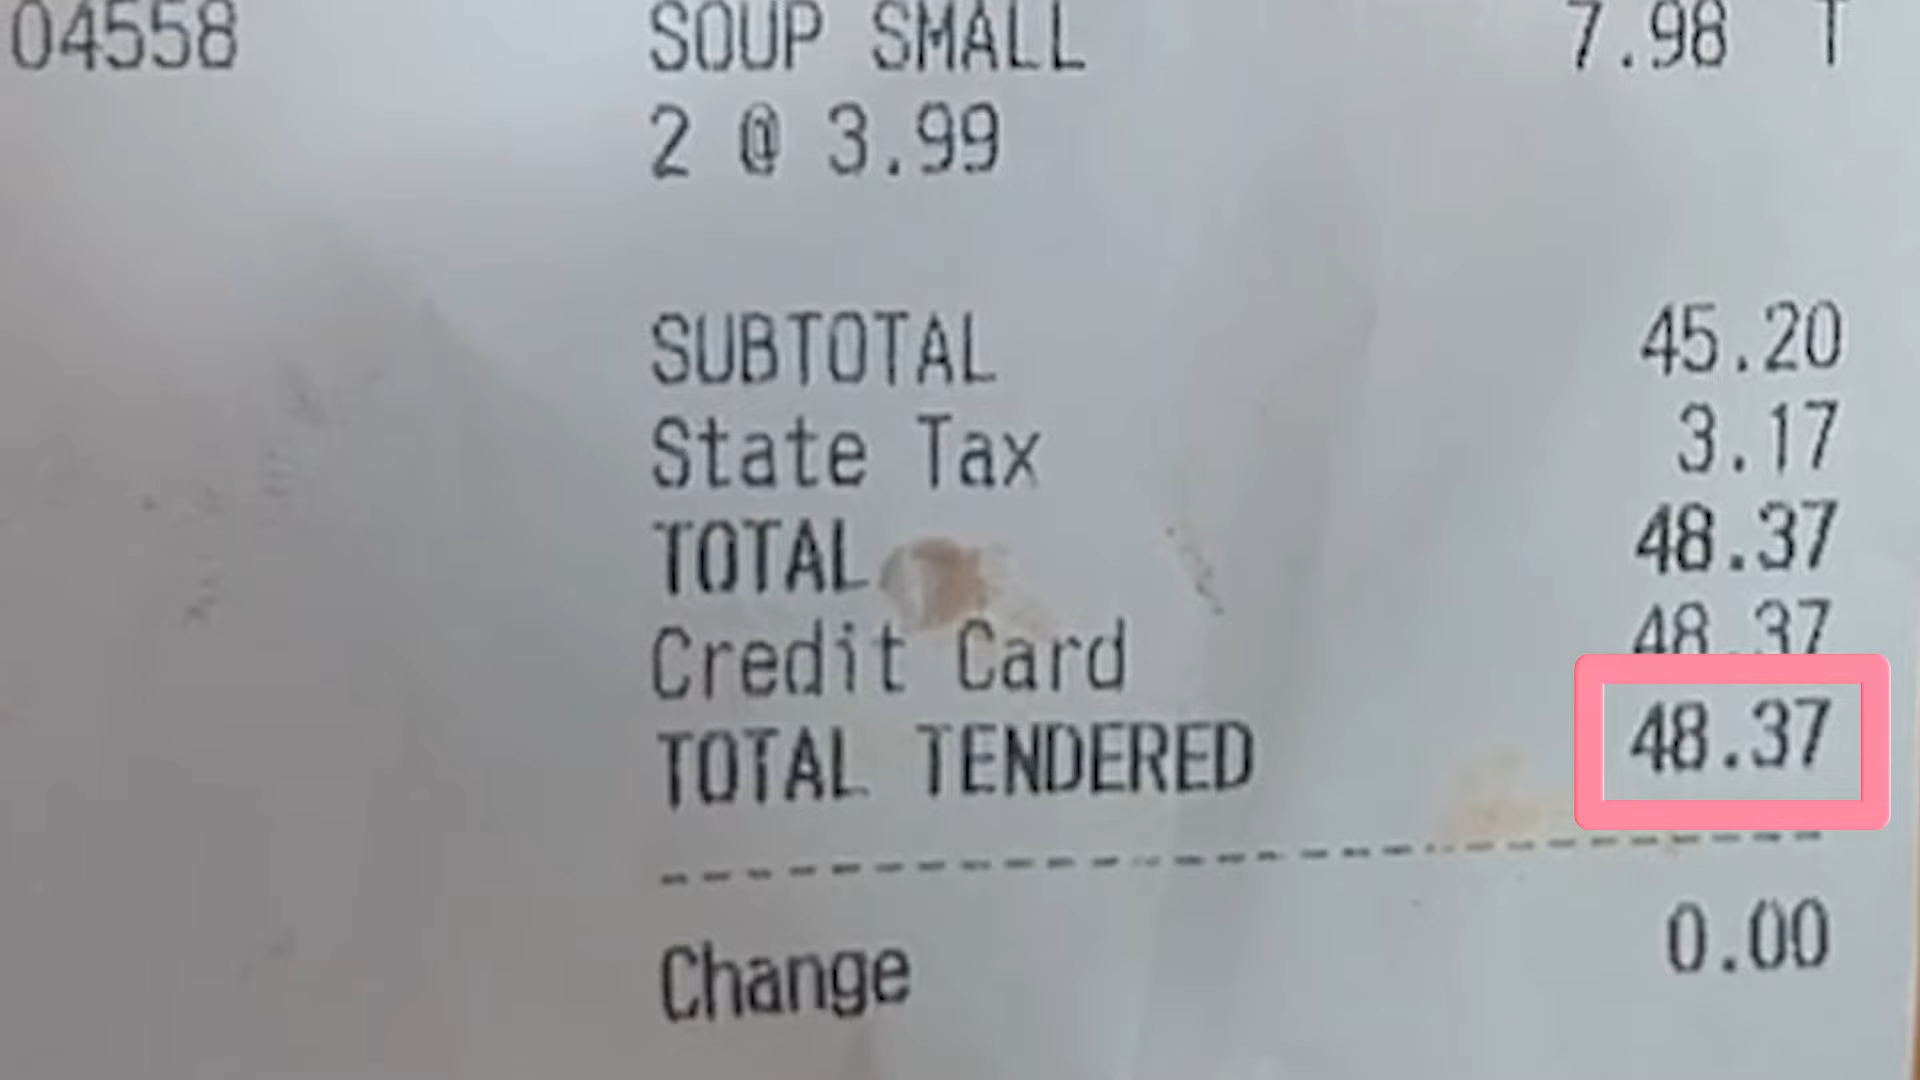 04558 SOUP SMALL 7.98 T
2 @ 3.99
SUBTOTAL 45.20
State Tax 3.17
TOTAL 48.37
Credit Card 48.37
TOTAL TENDERED 48.37
Change 0.00